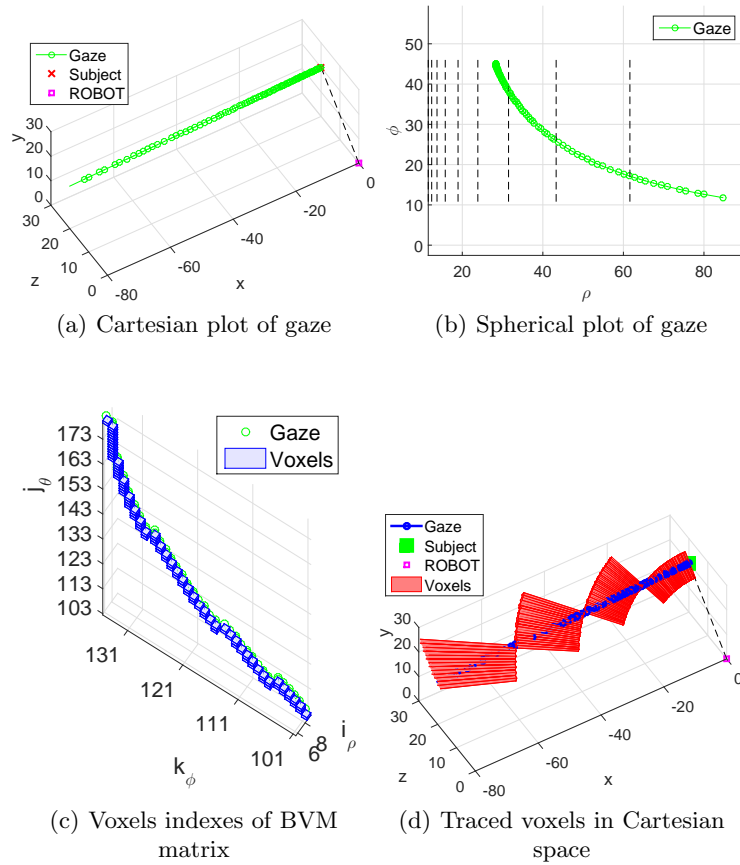 Gaze
Subject
ROBOT
y
30
20
10
0
30
20
10
0
z
-80
-60
-40
-20
0
x
(a) Cartesian plot of gaze
Gaze
ϕ
50
40
30
20
10
0
20
40
60
80
ρ
(b) Spherical plot of gaze
Gaze
Voxels
j_θ
173
163
153
143
133
123
113
103
131
121
111
101
k_ϕ
6
8
i_ρ
(c) Voxels indexes of BVM
matrix
Gaze
Subject
ROBOT
Voxels
y
30
20
10
0
30
20
10
0
z
-80
-60
-40
-20
0
x
(d) Traced voxels in Cartesian
space